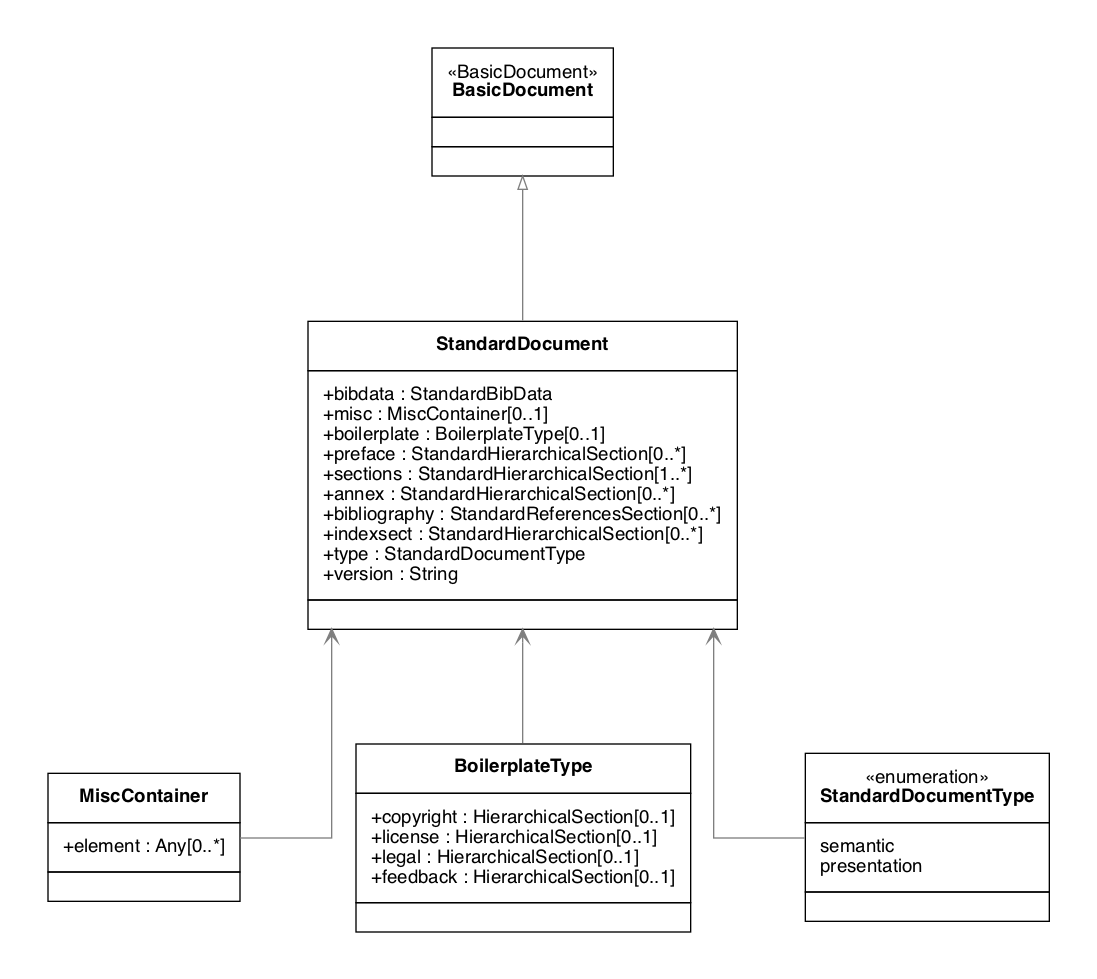 «BasicDocument»
BasicDocument
StandardDocument
+bibdata : StandardBibData
+misc : MiscContainer[0..1]
+boilerplate : BoilerplateType[0..1]
+preface : StandardHierarchicalSection[0..*]
+sections : StandardHierarchicalSection[1..*]
+annex : StandardHierarchicalSection[0..*]
+bibliography : StandardReferencesSection[0..*]
+indexsect : StandardHierarchicalSection[0..*]
+type : StandardDocumentType
+version : String
MiscContainer
+element : Any[0..*]
BoilerplateType
+copyright : HierarchicalSection[0..1]
+license : HierarchicalSection[0..1]
+legal : HierarchicalSection[0..1]
+feedback : HierarchicalSection[0..1]
«enumeration»
StandardDocumentType
semantic
presentation